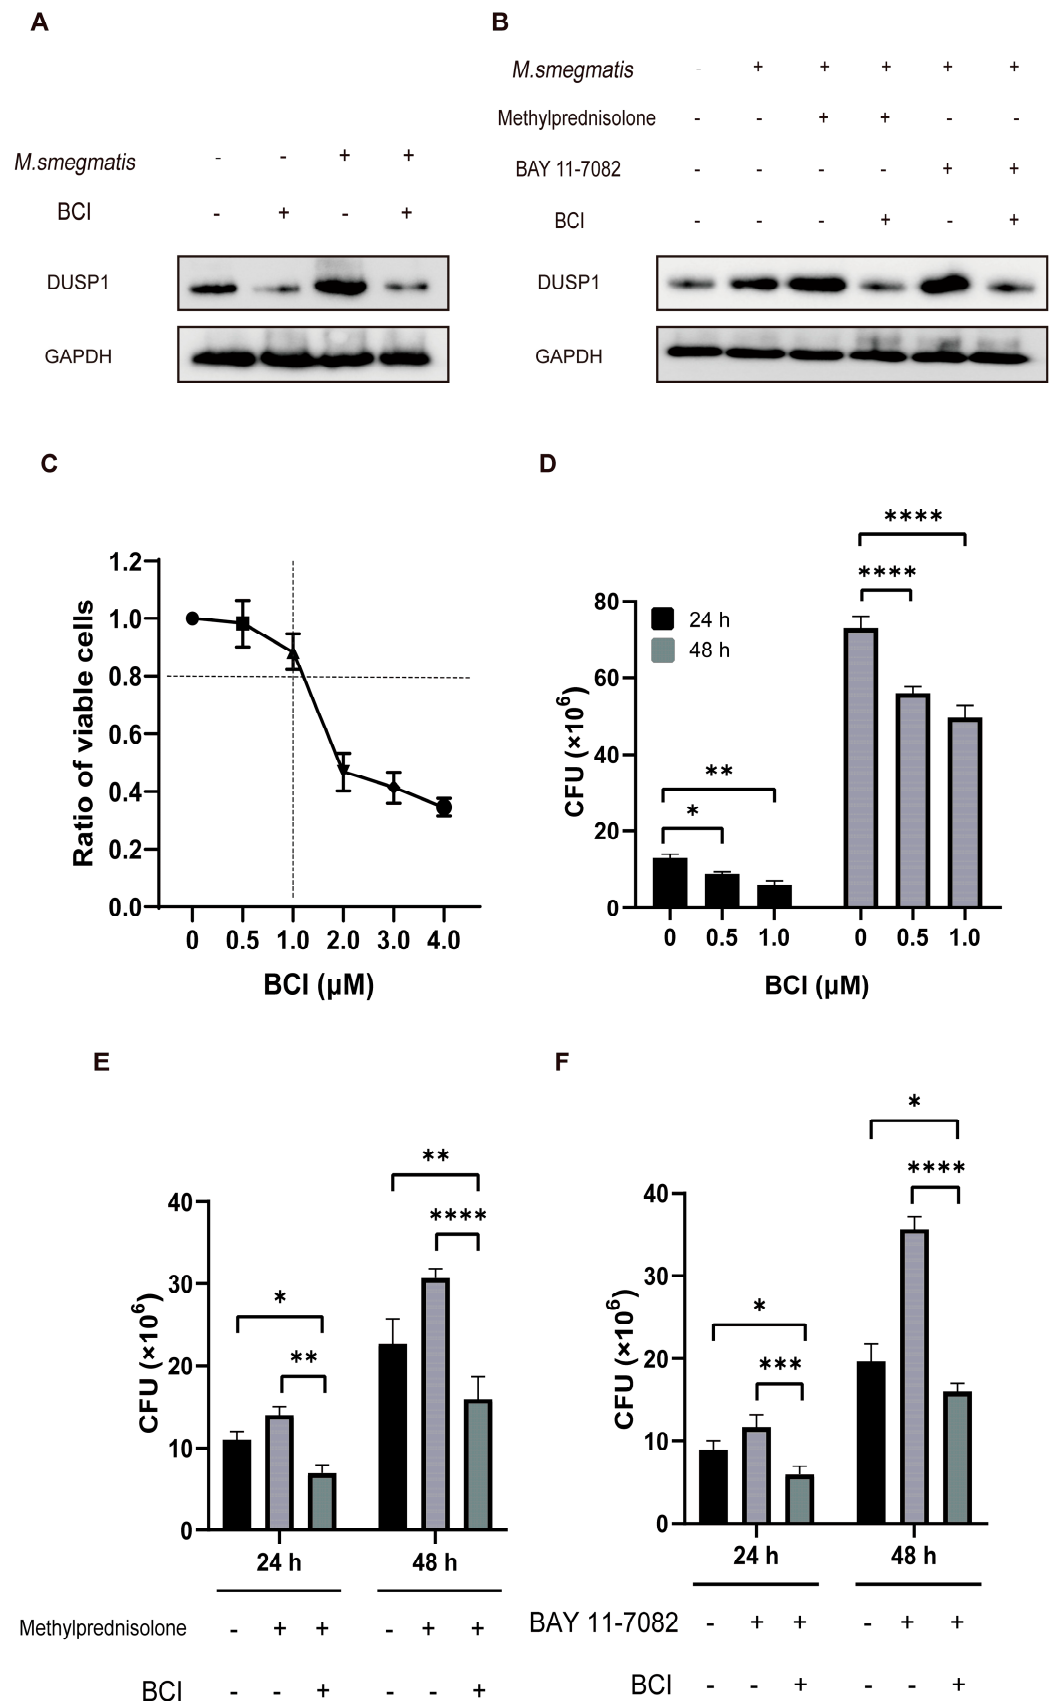 A
M.smegmatis - - + +
BCI - + - +
DUSP1
GAPDH
B
M.smegmatis - + + + + +
Methylprednisolone - - + + - -
BAY 11-7082 - - - - + +
BCI - - - + - +
DUSP1
GAPDH
C
1.2
1.0
0.8
0.6
0.4
0.2
0.0
Ratio of viable cells
0 0.5 1.0 2.0 3.0 4.0
BCI (µM)
D
****
****
80
60
40
20
0
CFU (×10⁶)
24 h
48 h
**
*
0 0.5 1.0 0 0.5 1.0
BCI (µM)
E
**
****
*
**
40
30
20
10
0
CFU (×10⁶)
24 h 48 h
Methylprednisolone - + + - + +
BCI - - + - - +
F
*
****
*
***
40
30
20
10
0
CFU (×10⁶)
24 h 48 h
BAY 11-7082 - + + - + +
BCI - - + - - +